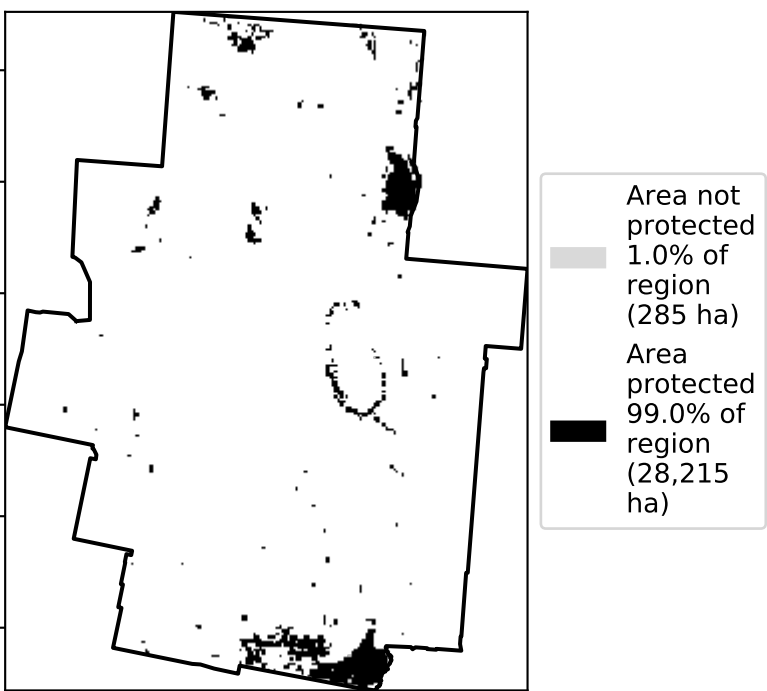 Area not
protected
1.0% of
region
(285 ha)
Area
protected
99.0% of
region
(28,215
ha)